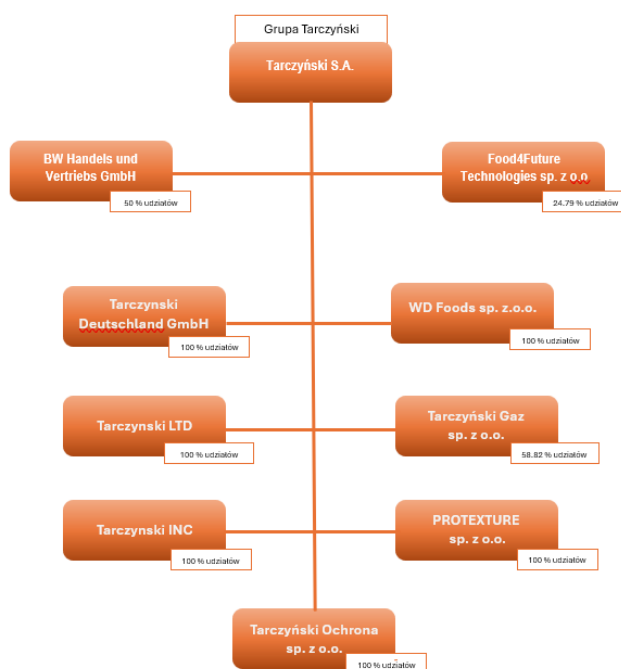 Grupa Tarczyński
Tarczyński S.A.
BW Handels und
Vertriebs GmbH
50 % udziałów
Food4Future
Technologies sp. z o.o
24.79 % udziałów
Tarczynski
Deutschland GmbH
100 % udziałów
WD Foods sp. z.o.o.
100 % udziałów
Tarczynski LTD
100 % udziałów
Tarczyński Gaz
sp. z o.o.
58.82 % udziałów
Tarczynski INC
100 % udziałów
PROTEXTURE
sp. z o.o.
100 % udziałów
Tarczyński Ochrona
sp. z o.o.
100 % udziałów